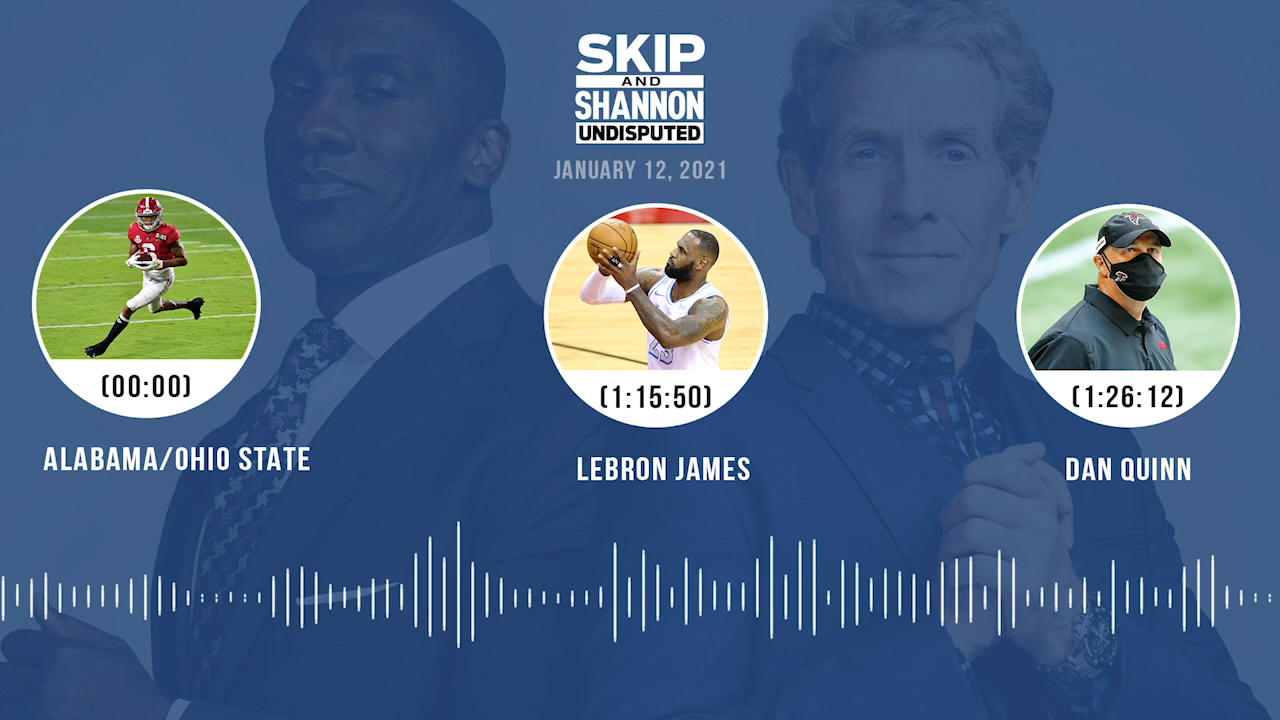 SKIP
AND
SHANNON
UNDISPUTED
JANUARY 12, 2021
(00:00)
(1:15:50)
(1:26:12)
ALABAMA/OHIO STATE
LEBRON JAMES
DAN QUINN